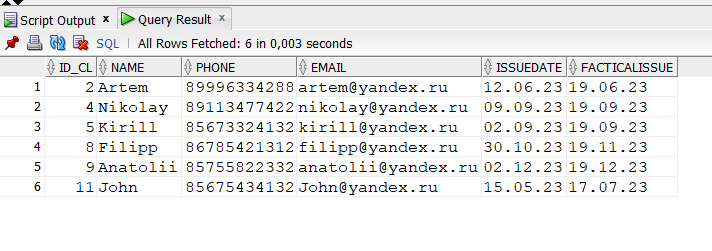 Script Output x Query Result x
SQL | All Rows Fetched: 6 in 0,003 seconds
ID_CL NAME PHONE EMAIL ISSUEDATE FACTICALISSUE
1 2 Artem 89996334288 artem@yandex.ru 12.06.23 19.06.23
2 4 Nikolay 89113477422 nikolay@yandex.ru 09.09.23 19.09.23
3 5 Kirill 85673324132 kirill@yandex.ru 02.09.23 19.09.23
4 8 Filipp 86785421312 filipp@yandex.ru 30.10.23 19.11.23
5 9 Anatolii 85755822332 anatolii@yandex.ru 02.12.23 19.12.23
6 11 John 85675434132 John@yandex.ru 15.05.23 17.07.23